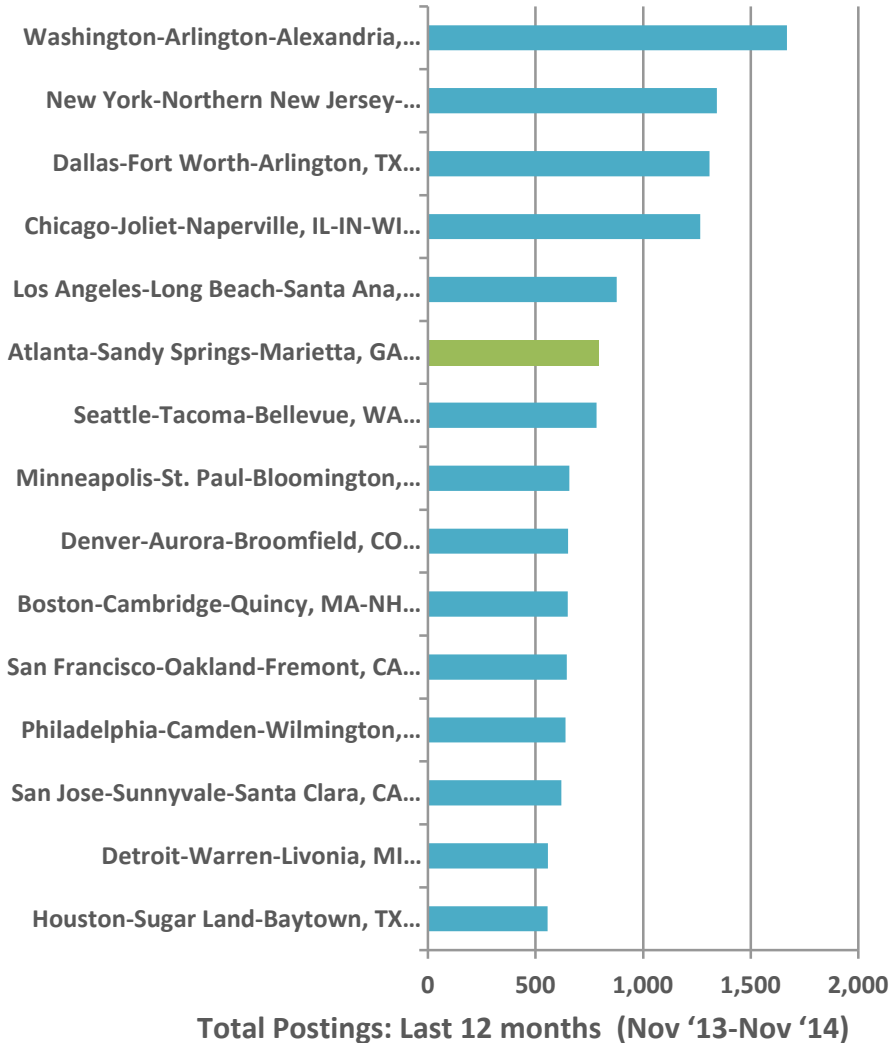 Washington-Arlington-Alexandria,…
New York-Northern New Jersey-…
Dallas-Fort Worth-Arlington, TX…
Chicago-Joliet-Naperville, IL-IN-WI…
Los Angeles-Long Beach-Santa Ana,…
Atlanta-Sandy Springs-Marietta, GA…
Seattle-Tacoma-Bellevue, WA…
Minneapolis-St. Paul-Bloomington,…
Denver-Aurora-Broomfield, CO…
Boston-Cambridge-Quincy, MA-NH…
San Francisco-Oakland-Fremont, CA…
Philadelphia-Camden-Wilmington,…
San Jose-Sunnyvale-Santa Clara, CA…
Detroit-Warren-Livonia, MI…
Houston-Sugar Land-Baytown, TX…
0 500 1,000 1,500 2,000
Total Postings: Last 12 months (Nov ‘13-Nov ‘14)